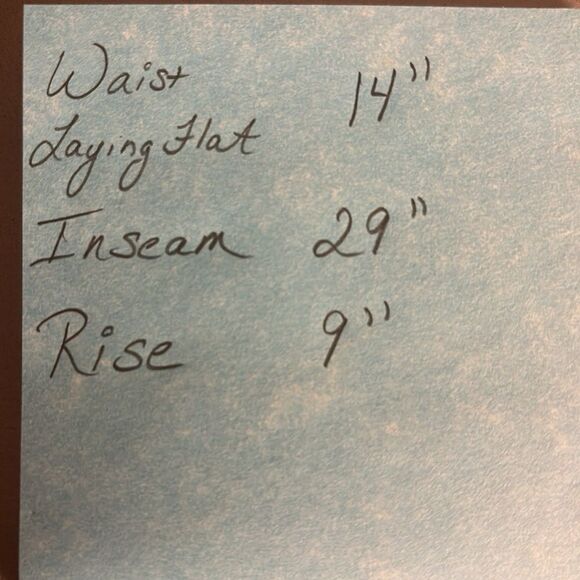 Waist 14"
Laying Flat
Inseam 29"
Rise 9"